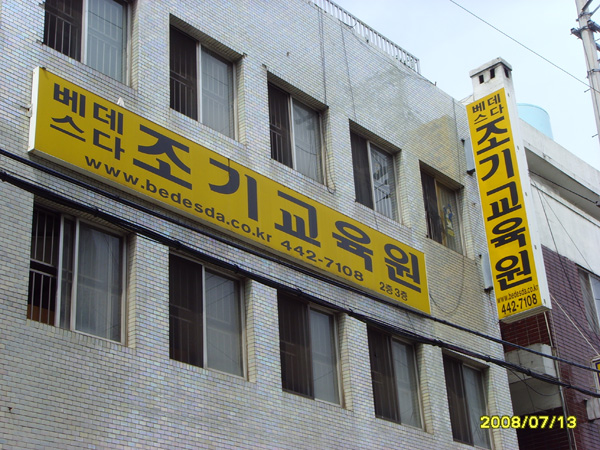 베데
스다
조기교육원
www.bedesda.co.kr 442-7108 2층3층
베데
스다
조기교육원
www.bedesda.co.kr
442-7108
2008/07/13